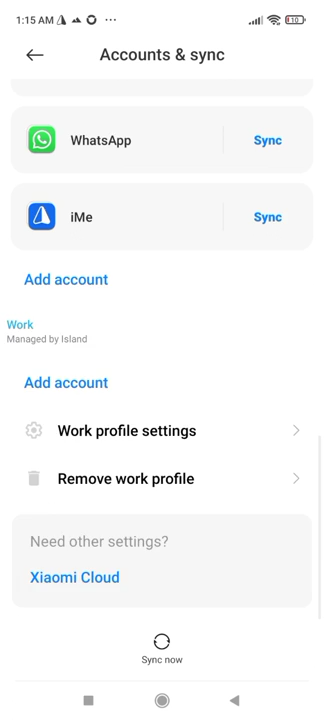 1:15 AM
10
Accounts & sync
WhatsApp Sync
iMe Sync
Add account
Work
Managed by Island
Add account
Work profile settings
Remove work profile
Need other settings?
Xiaomi Cloud
Sync now